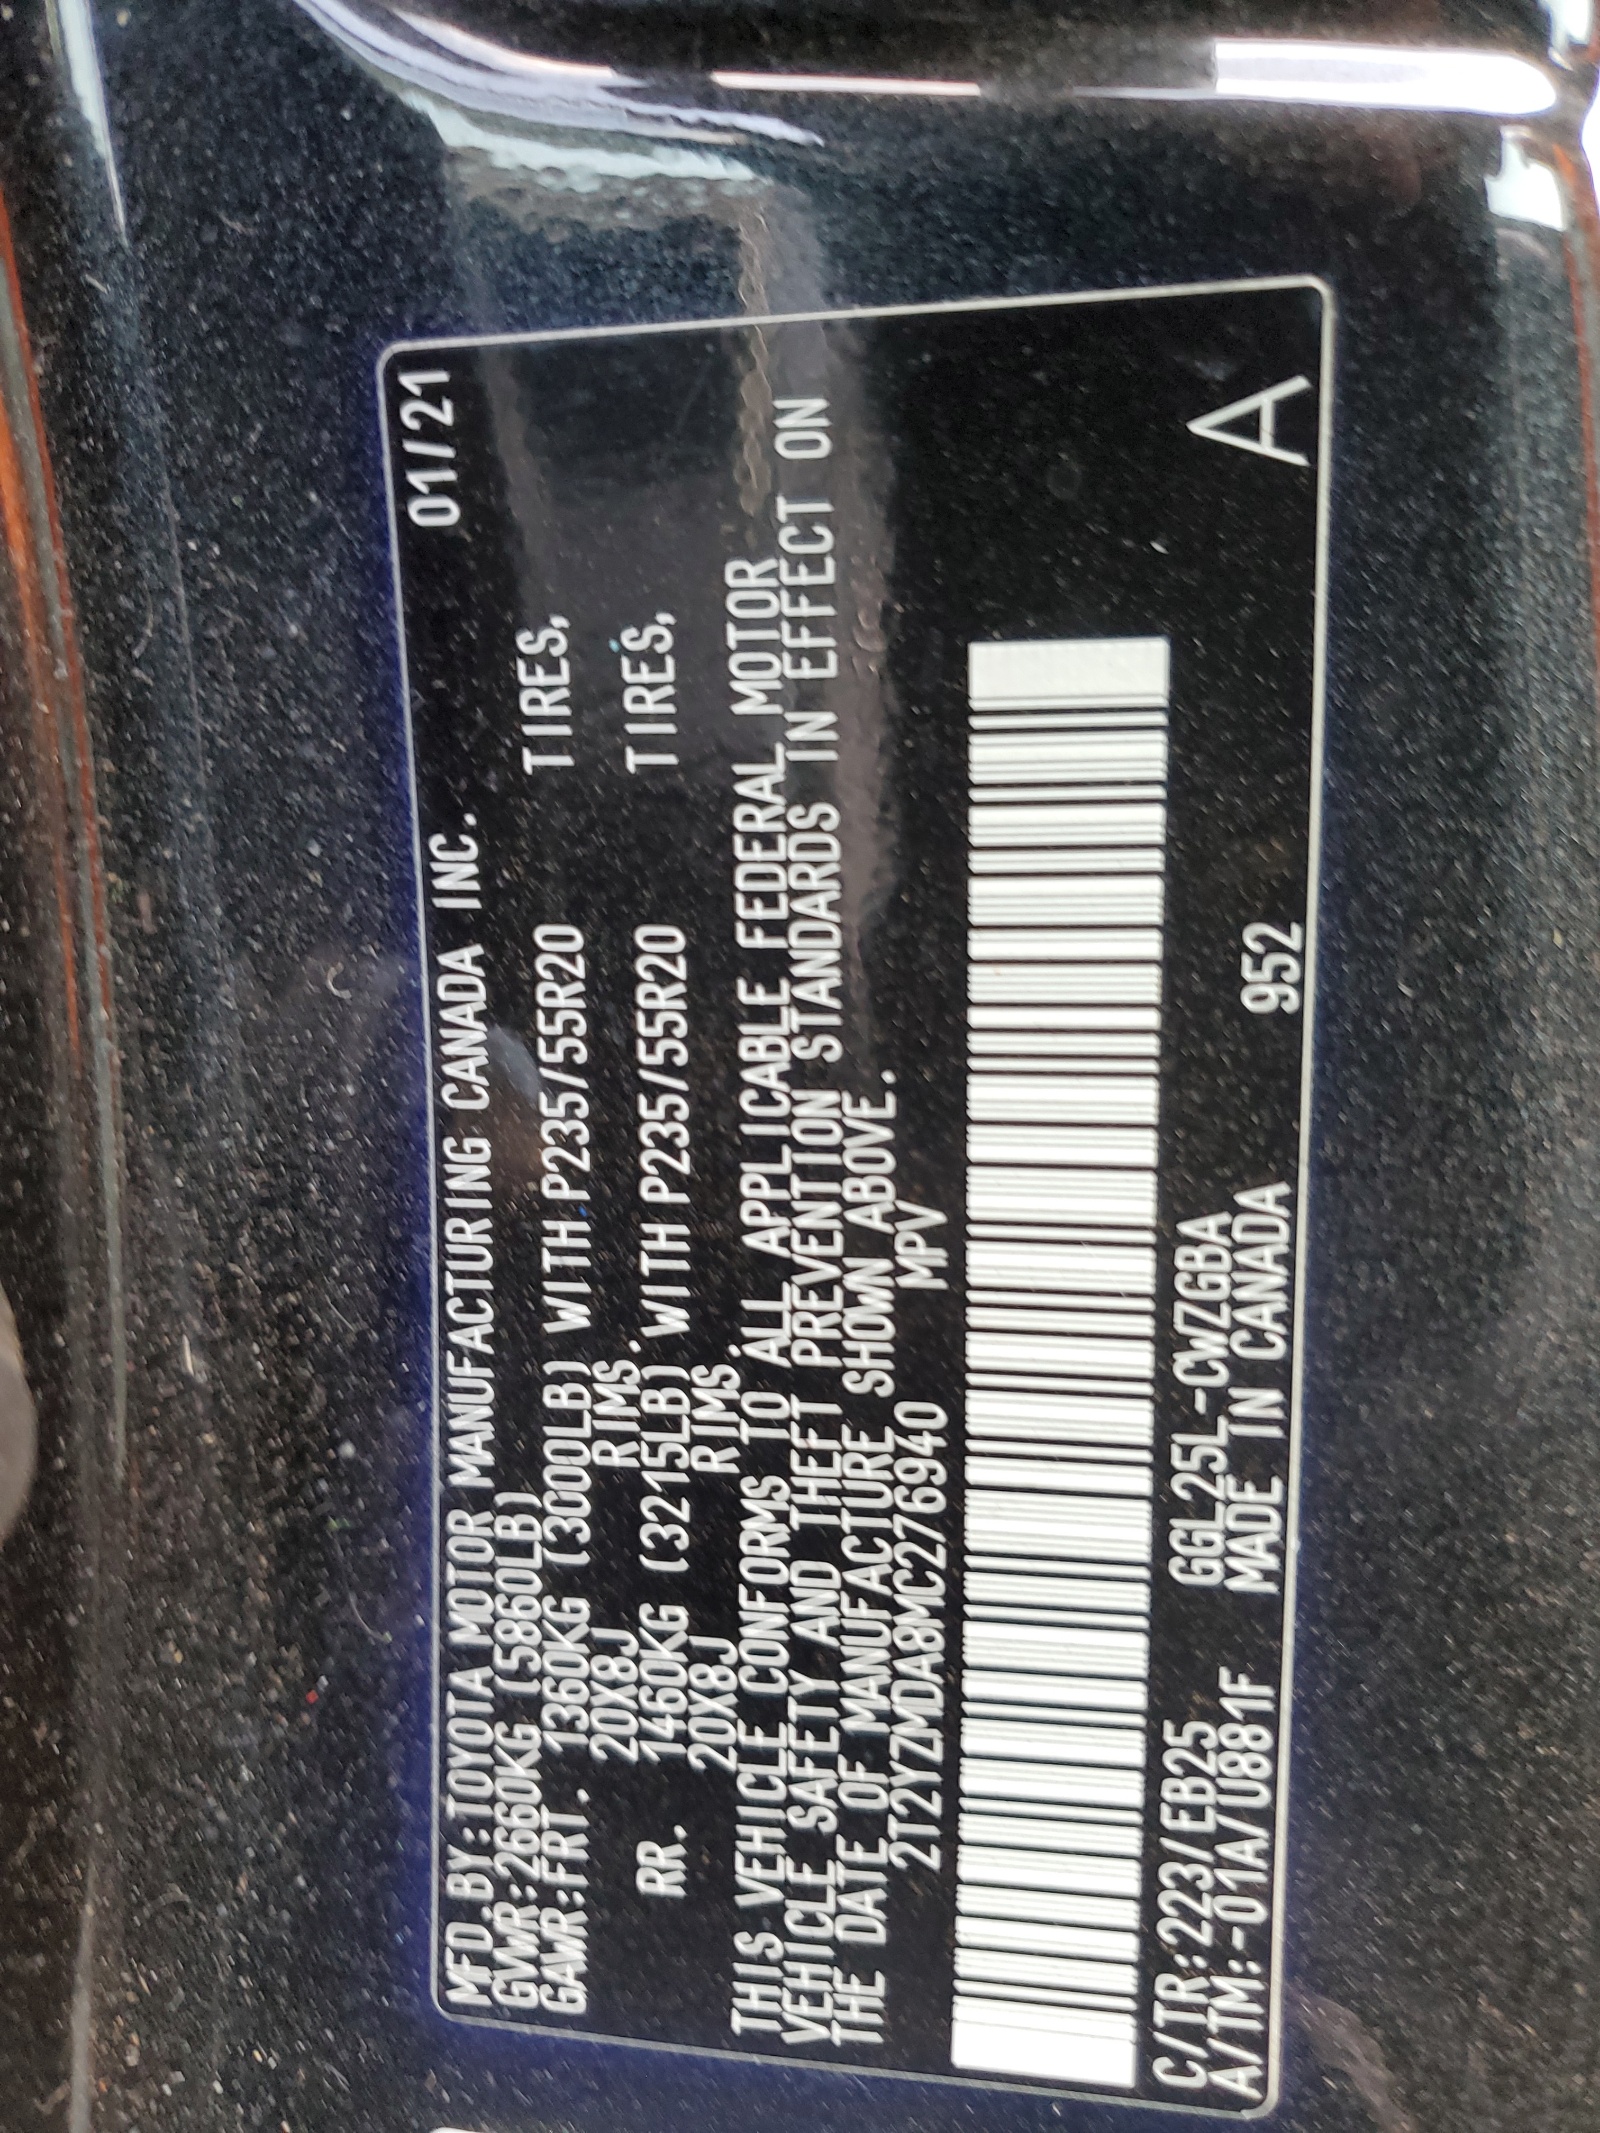 MFD.BY:TOYOTA MOTOR MANUFACTURING CANADA INC. 01/21
GVWR:2660KG (5860LB)
GAWR:FRT. 1360KG (3000LB) WITH P235/55R20 TIRES,
20X8J RIMS.
RR. 1460KG (3215LB) WITH P235/55R20 TIRES,
20X8J RIMS.
THIS VEHICLE CONFORMS TO ALL APPLICABLE FEDERAL MOTOR
VEHICLE SAFETY AND THEFT PREVENTION STANDARDS IN EFFECT ON
THE DATE OF MANUFACTURE SHOWN ABOVE.
2T2YZMDA8MC276940 MPV
C/TR:223/EB25 GGL25L-CWZGBA
A/TM:-01A/U881F MADE IN CANADA 952 A